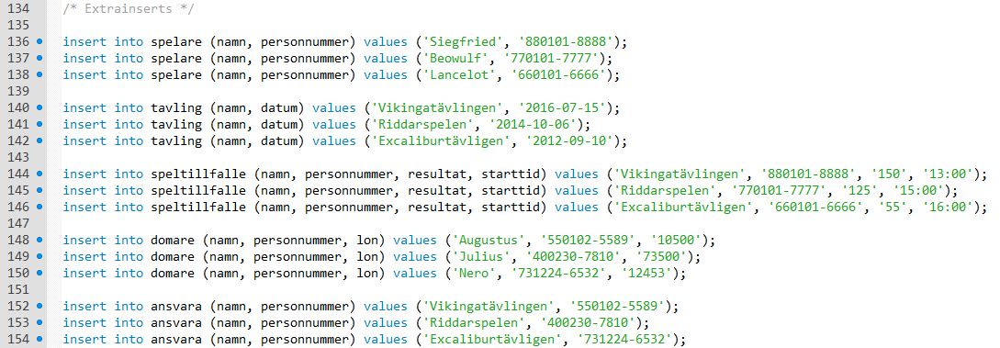 134 /* Extrainserts */
135
136 insert into spelare (namn, personnummer) values ('Siegfried', '880101-8888');
137 insert into spelare (namn, personnummer) values ('Beowulf', '770101-7777');
138 insert into spelare (namn, personnummer) values ('Lancelot', '660101-6666');
139
140 insert into tavling (namn, datum) values ('Vikingatävlingen', '2016-07-15');
141 insert into tavling (namn, datum) values ('Riddarspelen', '2014-10-06');
142 insert into tavling (namn, datum) values ('Excaliburtävligen', '2012-09-10');
143
144 insert into speltillfalle (namn, personnummer, resultat, starttid) values ('Vikingatävlingen', '880101-8888', '150', '13:00');
145 insert into speltillfalle (namn, personnummer, resultat, starttid) values ('Riddarspelen', '770101-7777', '125', '15:00');
146 insert into speltillfalle (namn, personnummer, resultat, starttid) values ('Excaliburtävligen', '660101-6666', '55', '16:00');
147
148 insert into domare (namn, personnummer, lon) values ('Augustus', '550102-5589', '10500');
149 insert into domare (namn, personnummer, lon) values ('Julius', '400230-7810', '73500');
150 insert into domare (namn, personnummer, lon) values ('Nero', '731224-6532', '12453');
151
152 insert into ansvara (namn, personnummer) values ('Vikingatävlingen', '550102-5589');
153 insert into ansvara (namn, personnummer) values ('Riddarspelen', '400230-7810');
154 insert into ansvara (namn, personnummer) values ('Excaliburtävligen', '731224-6532');